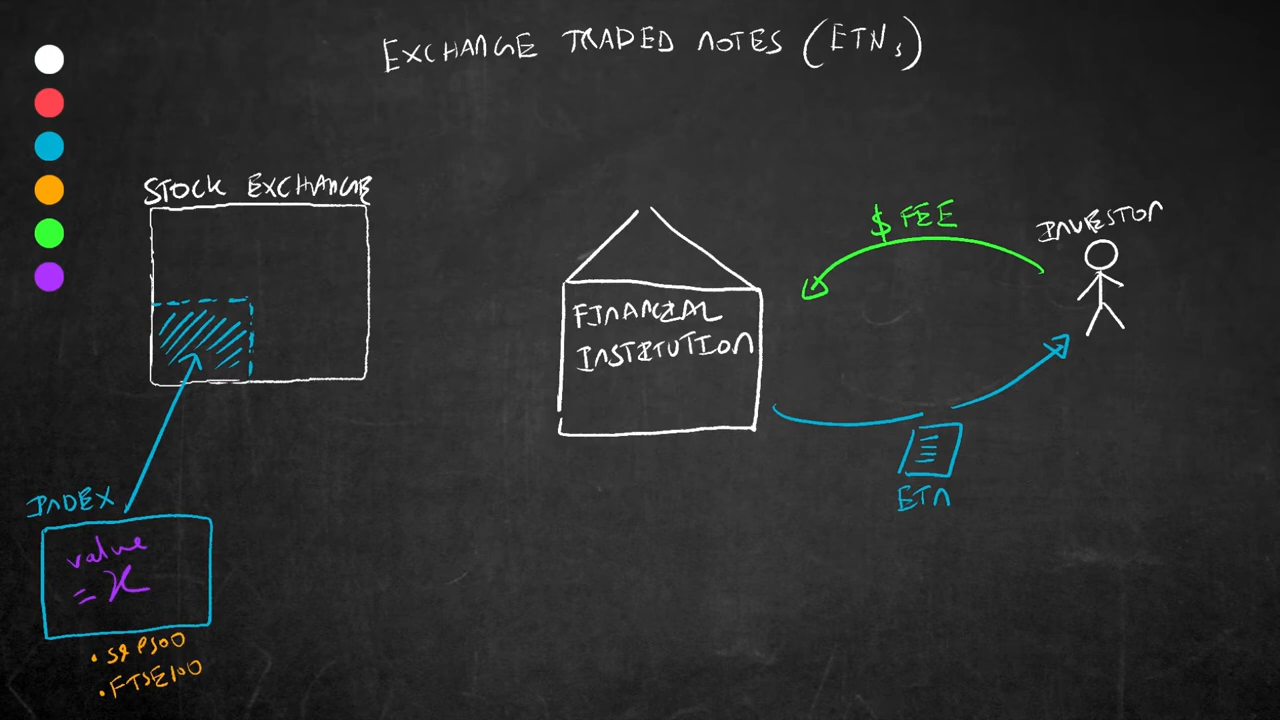 EXCHANGE TRADED NOTES (ETNs)
STOCK EXCHANGE
$ FEE
INVESTOR
FINANCIAL
INSTITUTION
ETN
INDEX
value
= x
• S&P500
• FTSE100